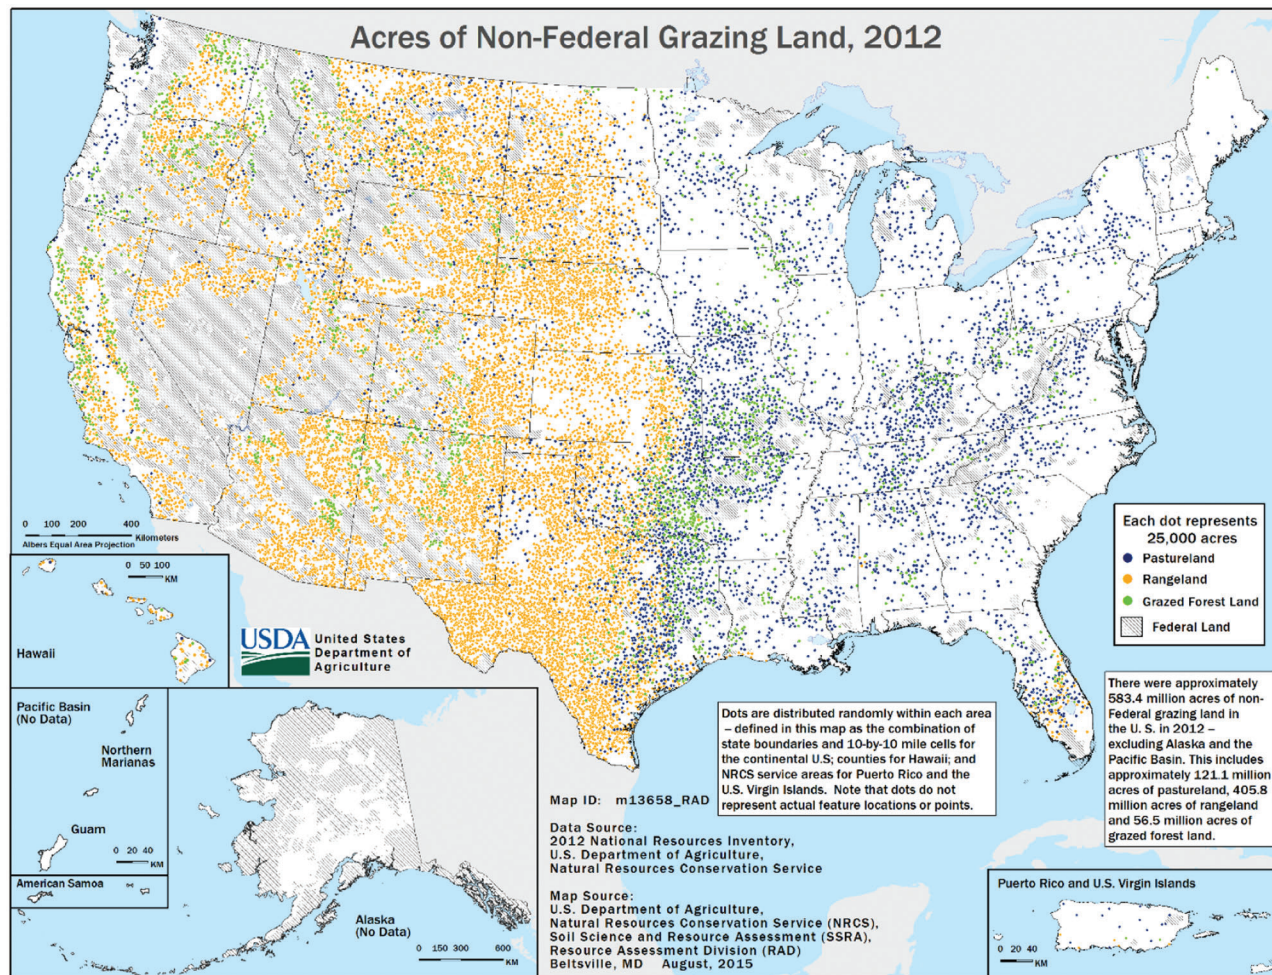 Acres of Non-Federal Grazing Land, 2012
0 50 100 200 400
Kilometers
Albers Equal Area Projection
0 50 100
KM
Hawaii
USDA
United States
Department of
Agriculture
Each dot represents
25,000 acres
Pastureland
Rangeland
Grazed Forest Land
Federal Land
There were approximately
583.4 million acres of non-
Federal grazing land in
the U. S. in 2012 –
excluding Alaska and the
Pacific Basin. This includes
approximately 121.1 million
acres of pastureland, 405.8
million acres of rangeland
and 56.5 million acres of
grazed forest land.
Dots are distributed randomly within each area
– defined in this map as the combination of
state boundaries and 10-by-10 mile cells for
the continental U.S; counties for Hawaii; and
NRCS service areas for Puerto Rico and the
U.S. Virgin Islands. Note that dots do not
represent actual feature locations or points.
Pacific Basin
(No Data)
Northern
Marianas
Guam
0 20 40
KM
American Samoa
Alaska
(No Data)
0 150 300 600
KM
Map ID: m13658_RAD
Data Source:
2012 National Resources Inventory,
U.S. Department of Agriculture,
Natural Resources Conservation Service
Map Source:
U.S. Department of Agriculture,
Natural Resources Conservation Service (NRCS),
Soil Science and Resource Assessment (SSRA),
Resource Assessment Division (RAD)
Beltsville, MD August, 2015
Puerto Rico and U.S. Virgin Islands
0 20 40
KM